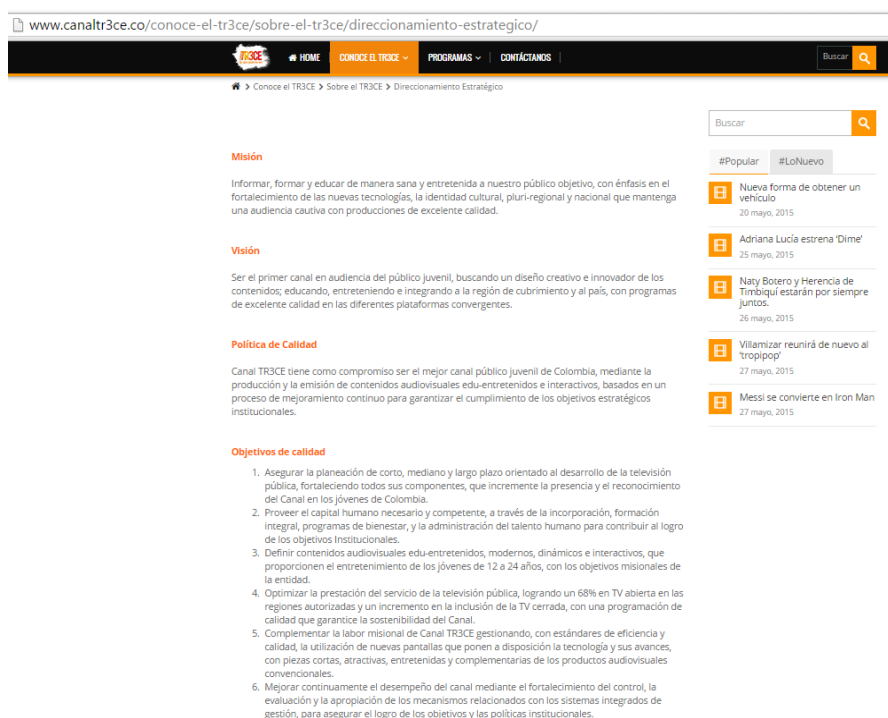 www.canaltr3ce.co/conoce-el-tr3ce/sobre-el-tr3ce/direccionamiento-estrategico/
TR3CE HOME CONOCE EL TR3CE PROGRAMAS CONTÁCTANOS Buscar
> Conoce el TR3CE > Sobre el TR3CE > Direccionamiento Estratégico
Misión
Informar, formar y educar de manera sana y entretenida a nuestro público objetivo, con énfasis en el
fortalecimiento de las nuevas tecnologías, la identidad cultural, pluri-regional y nacional que mantenga
una audiencia cautiva con producciones de excelente calidad.
Visión
Ser el primer canal en audiencia del público juvenil, buscando un diseño creativo e innovador de los
contenidos; educando, entreteniendo e integrando a la región de cubrimiento y al país, con programas
de excelente calidad en las diferentes plataformas convergentes.
Política de Calidad
Canal TR3CE tiene como compromiso ser el mejor canal público juvenil de Colombia, mediante la
producción y la emisión de contenidos audiovisuales edu-entretenidos e interactivos, basados en un
proceso de mejoramiento continuo para garantizar el cumplimiento de los objetivos estratégicos
institucionales.
Objetivos de calidad
1. Asegurar la planeación de corto, mediano y largo plazo orientado al desarrollo de la televisión
pública, fortaleciendo todos sus componentes, que incremente la presencia y el reconocimiento
del Canal en los jóvenes de Colombia.
2. Proveer el capital humano necesario y competente, a través de la incorporación, formación
integral, programas de bienestar, y la administración del talento humano para contribuir al logro
de los objetivos Institucionales.
3. Definir contenidos audiovisuales edu-entretenidos, modernos, dinámicos e interactivos, que
proporcionen el entretenimiento de los jóvenes de 12 a 24 años, con los objetivos misionales de
la entidad.
4. Optimizar la prestación del servicio de la televisión pública, logrando un 68% en TV abierta en las
regiones autorizadas y un incremento en la inclusión de la TV cerrada, con una programación de
calidad que garantice la sostenibilidad del Canal.
5. Complementar la labor misional de Canal TR3CE gestionando, con estándares de eficiencia y
calidad, la utilización de nuevas pantallas que ponen a disposición la tecnología y sus avances,
con piezas cortas, atractivas, entretenidas y complementarias de los productos audiovisuales
convencionales.
6. Mejorar continuamente el desempeño del canal mediante el fortalecimiento del control, la
evaluación y la apropiación de los mecanismos relacionados con los sistemas integrados de
gestión, para asegurar el logro de los objetivos y las políticas institucionales.
Buscar
#Popular #LoNuevo
Nueva forma de obtener un
vehículo
20 mayo, 2015
Adriana Lucía estrena 'Dime'
25 mayo, 2015
Naty Botero y Herencia de
Timbiquí estarán por siempre
juntos.
26 mayo, 2015
Villamizar reunirá de nuevo al
'tropipop'
27 mayo, 2015
Messi se convierte en Iron Man
27 mayo, 2015